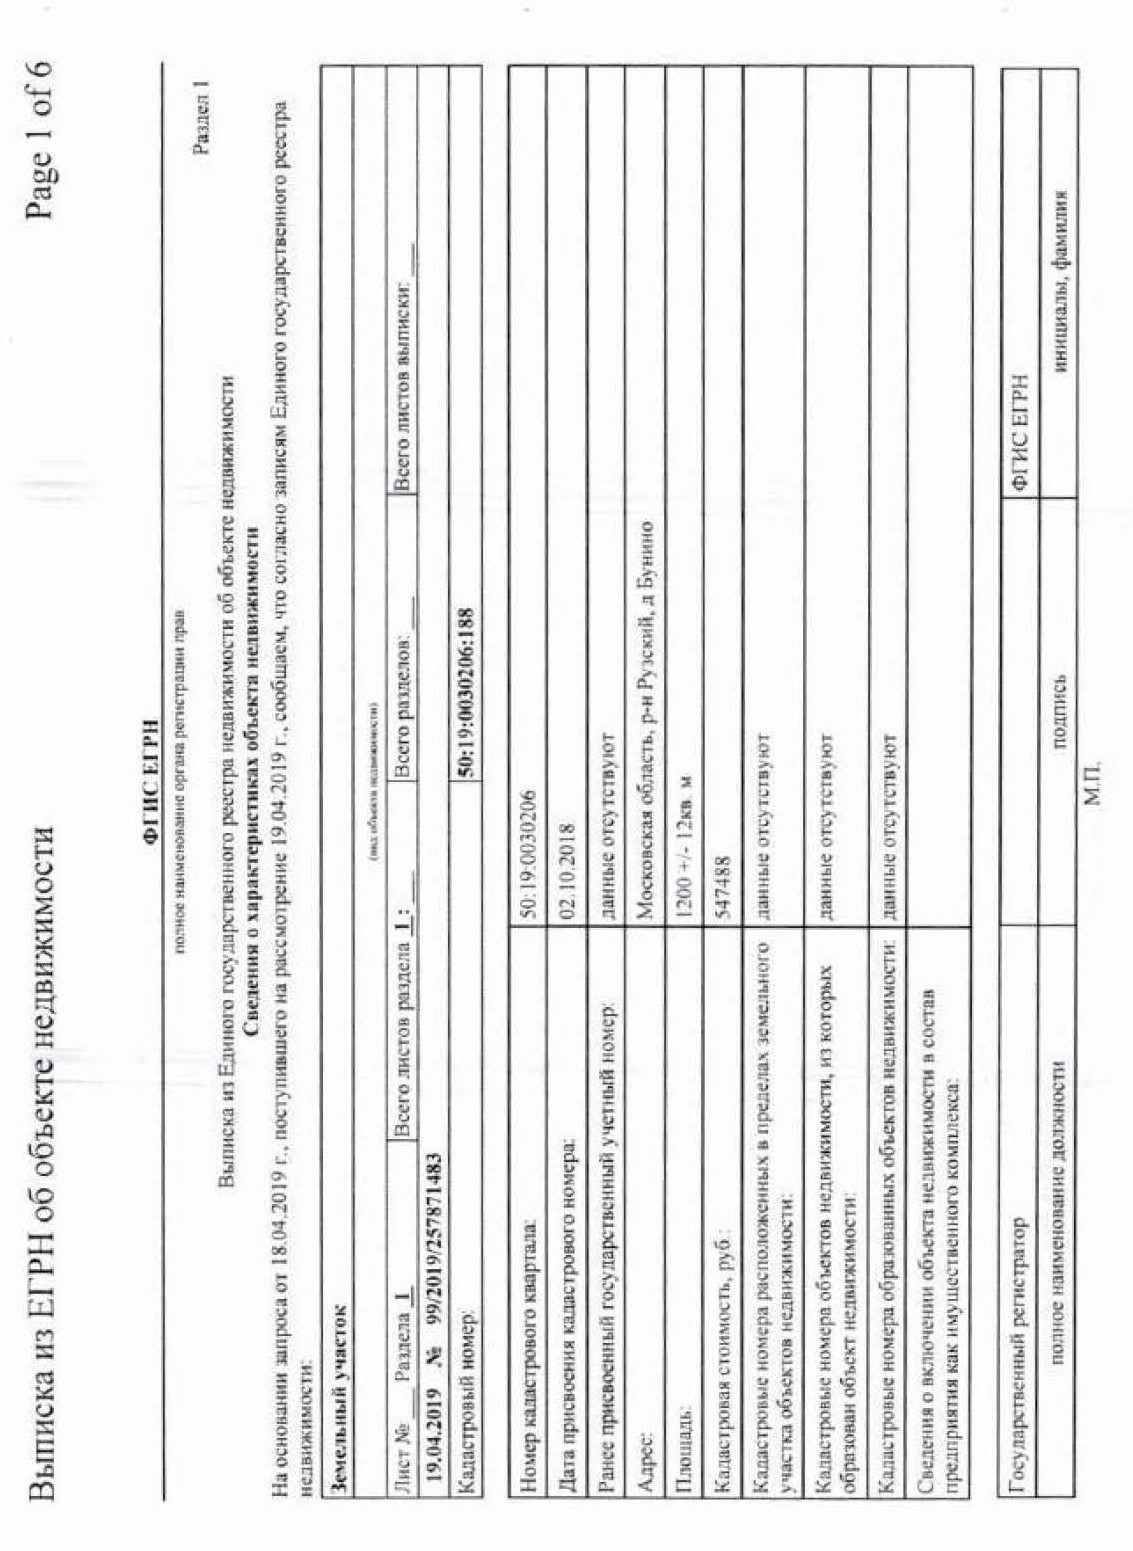 Выписка из ЕГРН об объекте недвижимости Page 1 of 6
ФГИС ЕГРН
полное наименование органа регистрации прав
Раздел 1
Выписка из Единого государственного реестра недвижимости об объекте недвижимости
Сведения о характеристиках объекта недвижимости
На основании запроса от 18.04.2019 г., поступившего на рассмотрение 19.04.2019 г., сообщаем, что согласно записям Единого государственного реестра
недвижимости:
Земельный участок
(вид объекта недвижимости)
Лист № ___ Раздела 1 Всего листов раздела 1 : ___ Всего разделов: ___ Всего листов выписки: ___
19.04.2019 № 99/2019/257871483
Кадастровый номер: 50:19:0030206:188
Номер кадастрового квартала: 50:19:0030206
Дата присвоения кадастрового номера: 02.10.2018
Ранее присвоенный государственный учетный номер: данные отсутствуют
Адрес: Московская область, р-н Рузский, д Бунино
Площадь: 1200 +/- 12кв. м
Кадастровая стоимость, руб.: 547488
Кадастровые номера расположенных в пределах земельного
участка объектов недвижимости: данные отсутствуют
Кадастровые номера объектов недвижимости, из которых
образован объект недвижимости: данные отсутствуют
Кадастровые номера образованных объектов недвижимости: данные отсутствуют
Сведения о включении объекта недвижимости в состав
предприятия как имущественного комплекса:
Государственный регистратор ФГИС ЕГРН
полное наименование должности подпись инициалы, фамилия
М.П.